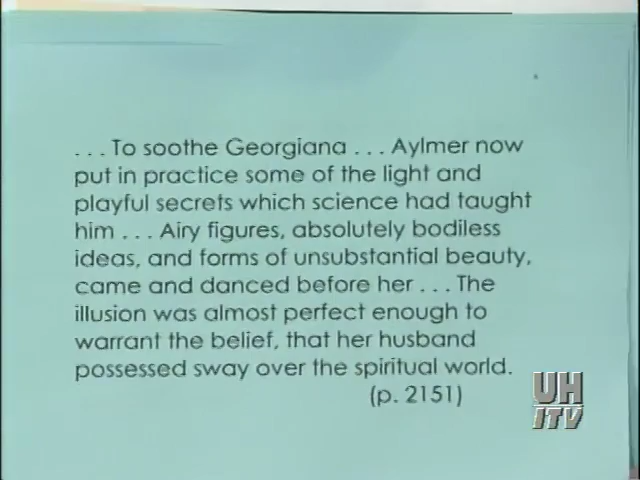 . . . To soothe Georgiana . . . Aylmer now
put in practice some of the light and
playful secrets which science had taught
him . . . Airy figures, absolutely bodiless
ideas, and forms of unsubstantial beauty,
came and danced before her . . . The
illusion was almost perfect enough to
warrant the belief, that her husband
possessed sway over the spiritual world.
(p. 2151)
UH
ITV